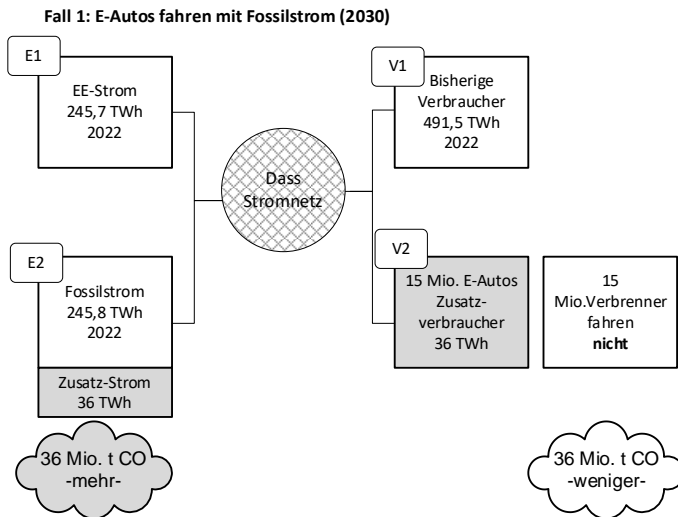 Fall 1: E-Autos fahren mit Fossilstrom (2030)
E1
EE-Strom
245,7 TWh
2022
E2
Fossilstrom
245,8 TWh
2022
Zusatz-Strom
36 TWh
36 Mio. t CO
-mehr-
Dass
Stromnetz
V1
Bisherige
Verbraucher
491,5 TWh
2022
V2
15 Mio. E-Autos
Zusatz-
verbraucher
36 TWh
15
Mio.Verbrenner
fahren
nicht
36 Mio. t CO
-weniger-